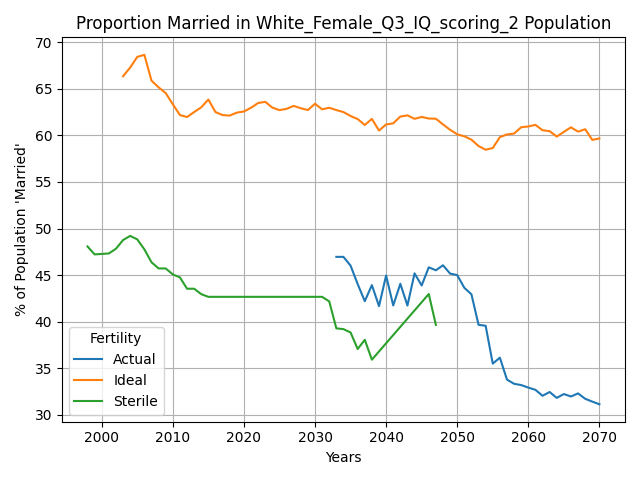 Proportion Married in White_Female_Q3_IQ_scoring_2 Population
% of Population 'Married'
70
65
60
55
50
45
40
35
30
Fertility
Actual
Ideal
Sterile
2000 2010 2020 2030 2040 2050 2060 2070
Years